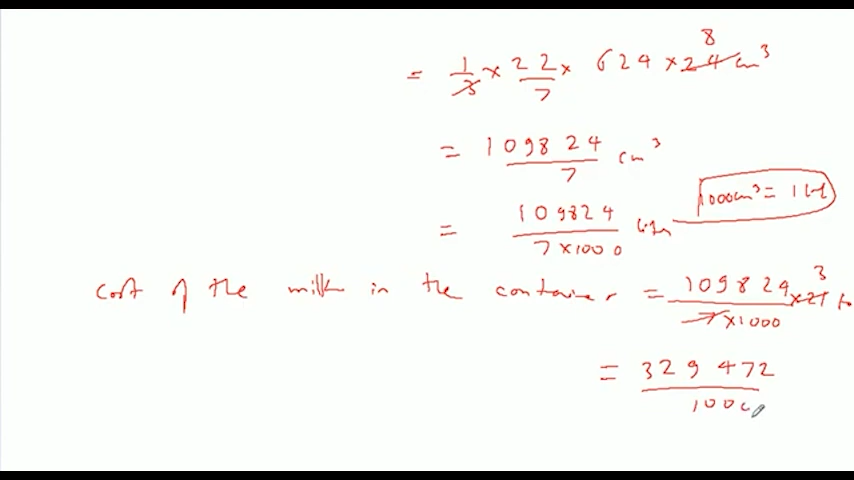 = 1/3 × 22/7 × 624 × 24 cm³ 8
= 109824/7 cm³
1000cm³ = 1 lit
= 109824/7×1000
cost of the milk in the container = 109824/7×1000 × 21 3
= 329472/1000